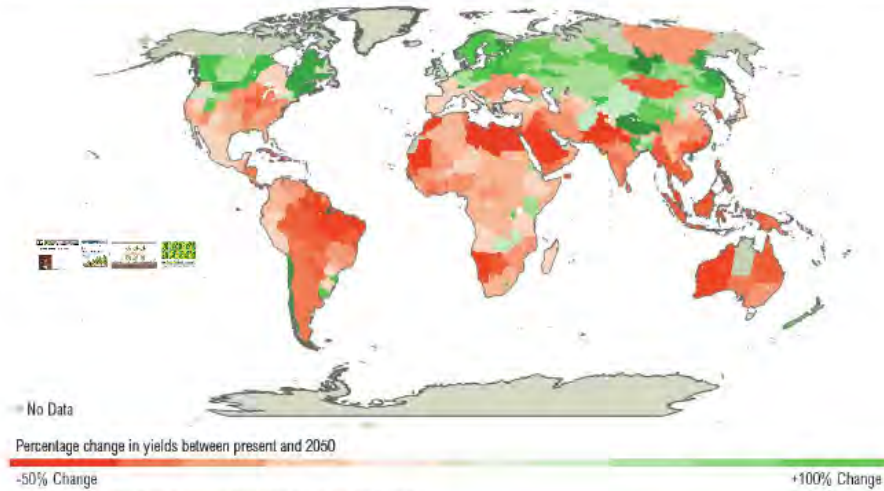 No Data
Percentage change in yields between present and 2050
-50% Change
+100% Change